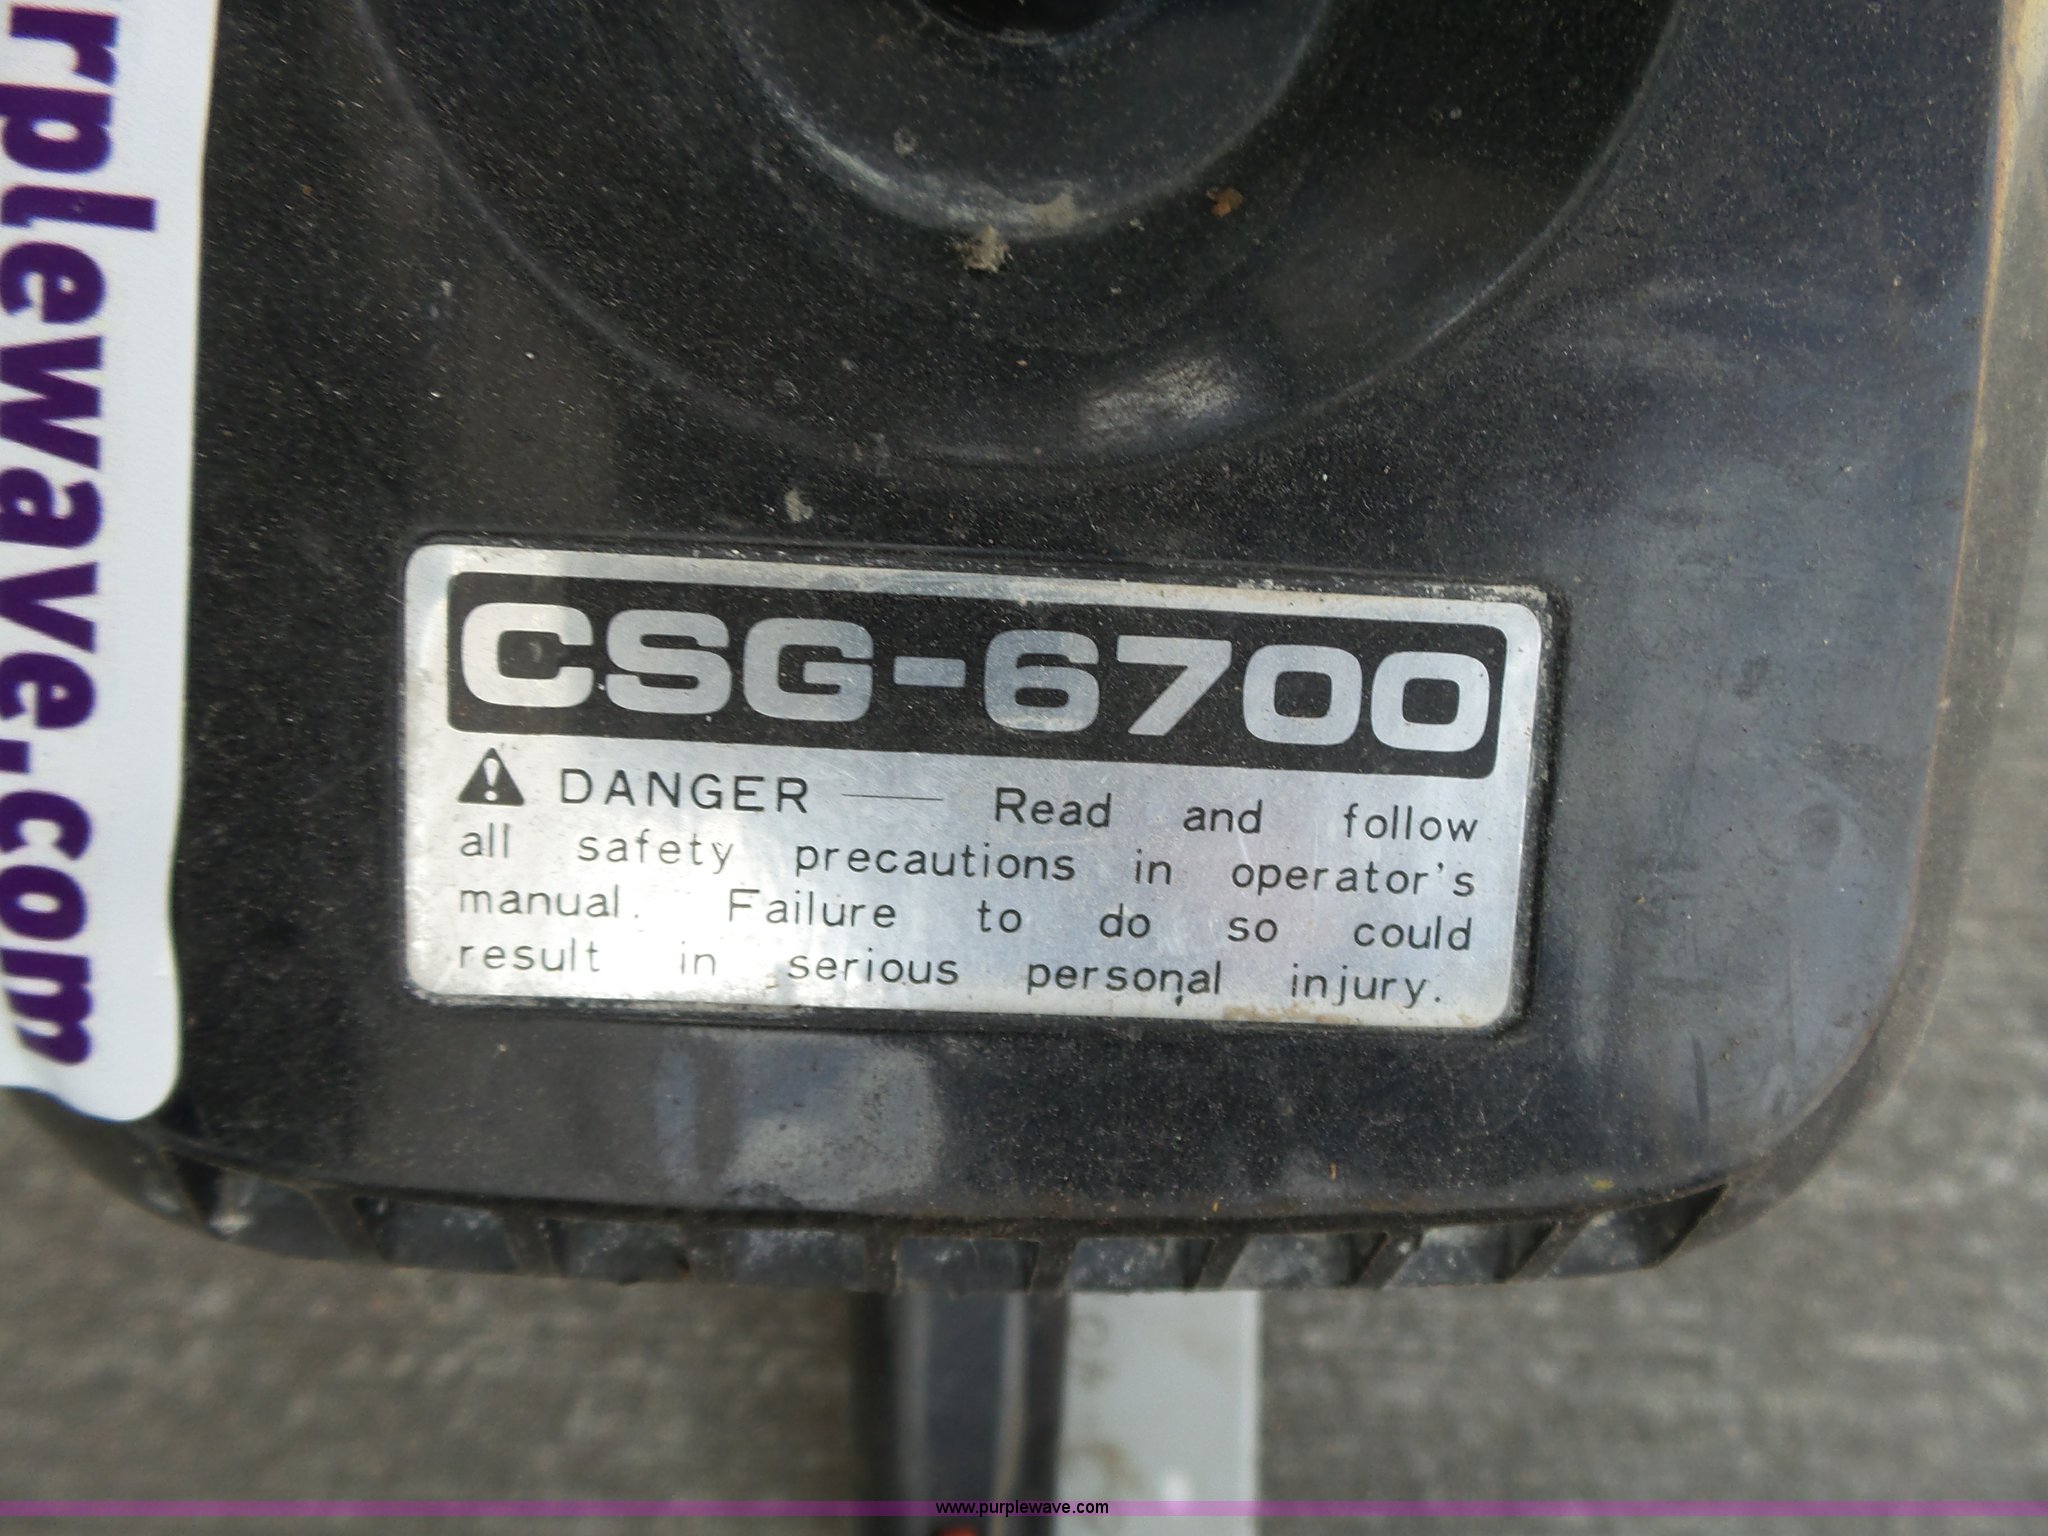 rplewave.com
CSG-6700
DANGER — Read and follow
all safety precautions in operator's
manual. Failure to do so could
result in serious personal injury.
www.purplewave.com